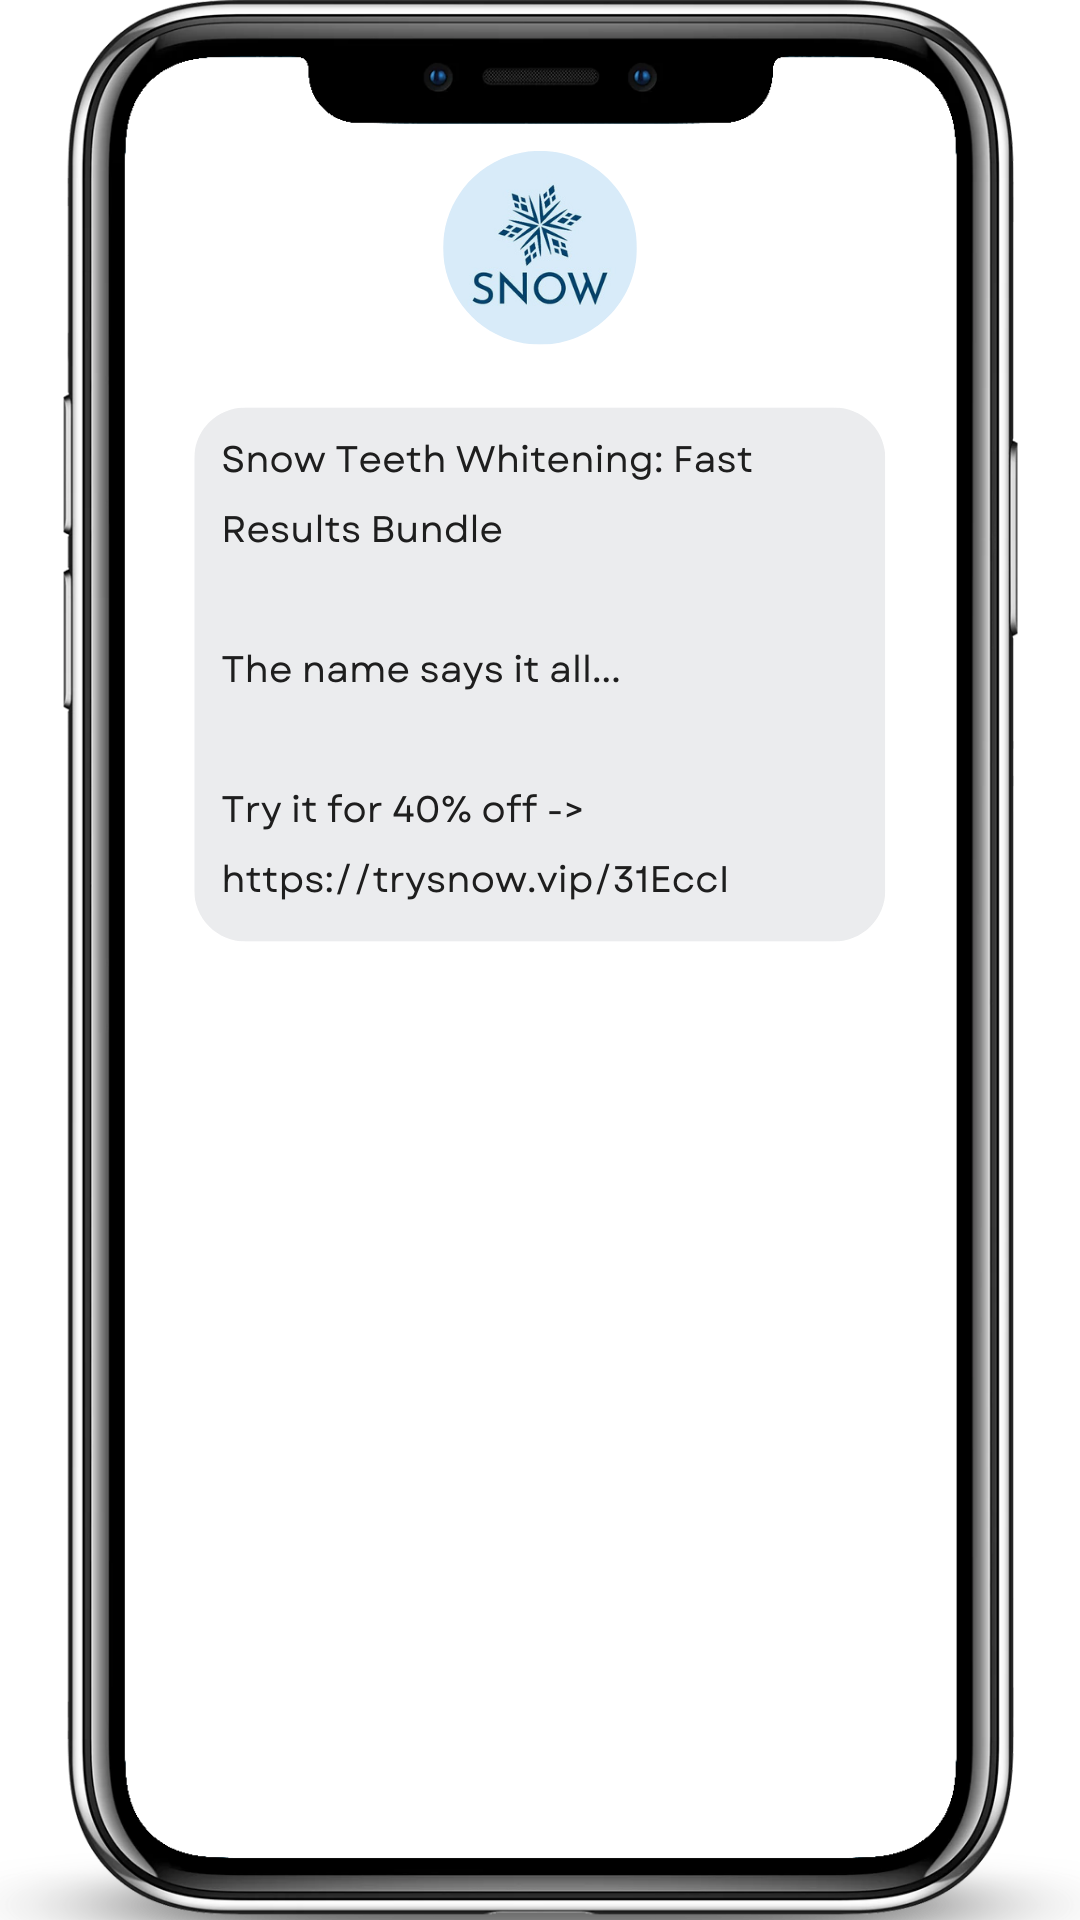 SNOW
Snow Teeth Whitening: Fast
Results Bundle
The name says it all...
Try it for 40% off ->
https://trysnow.vip/31EccI